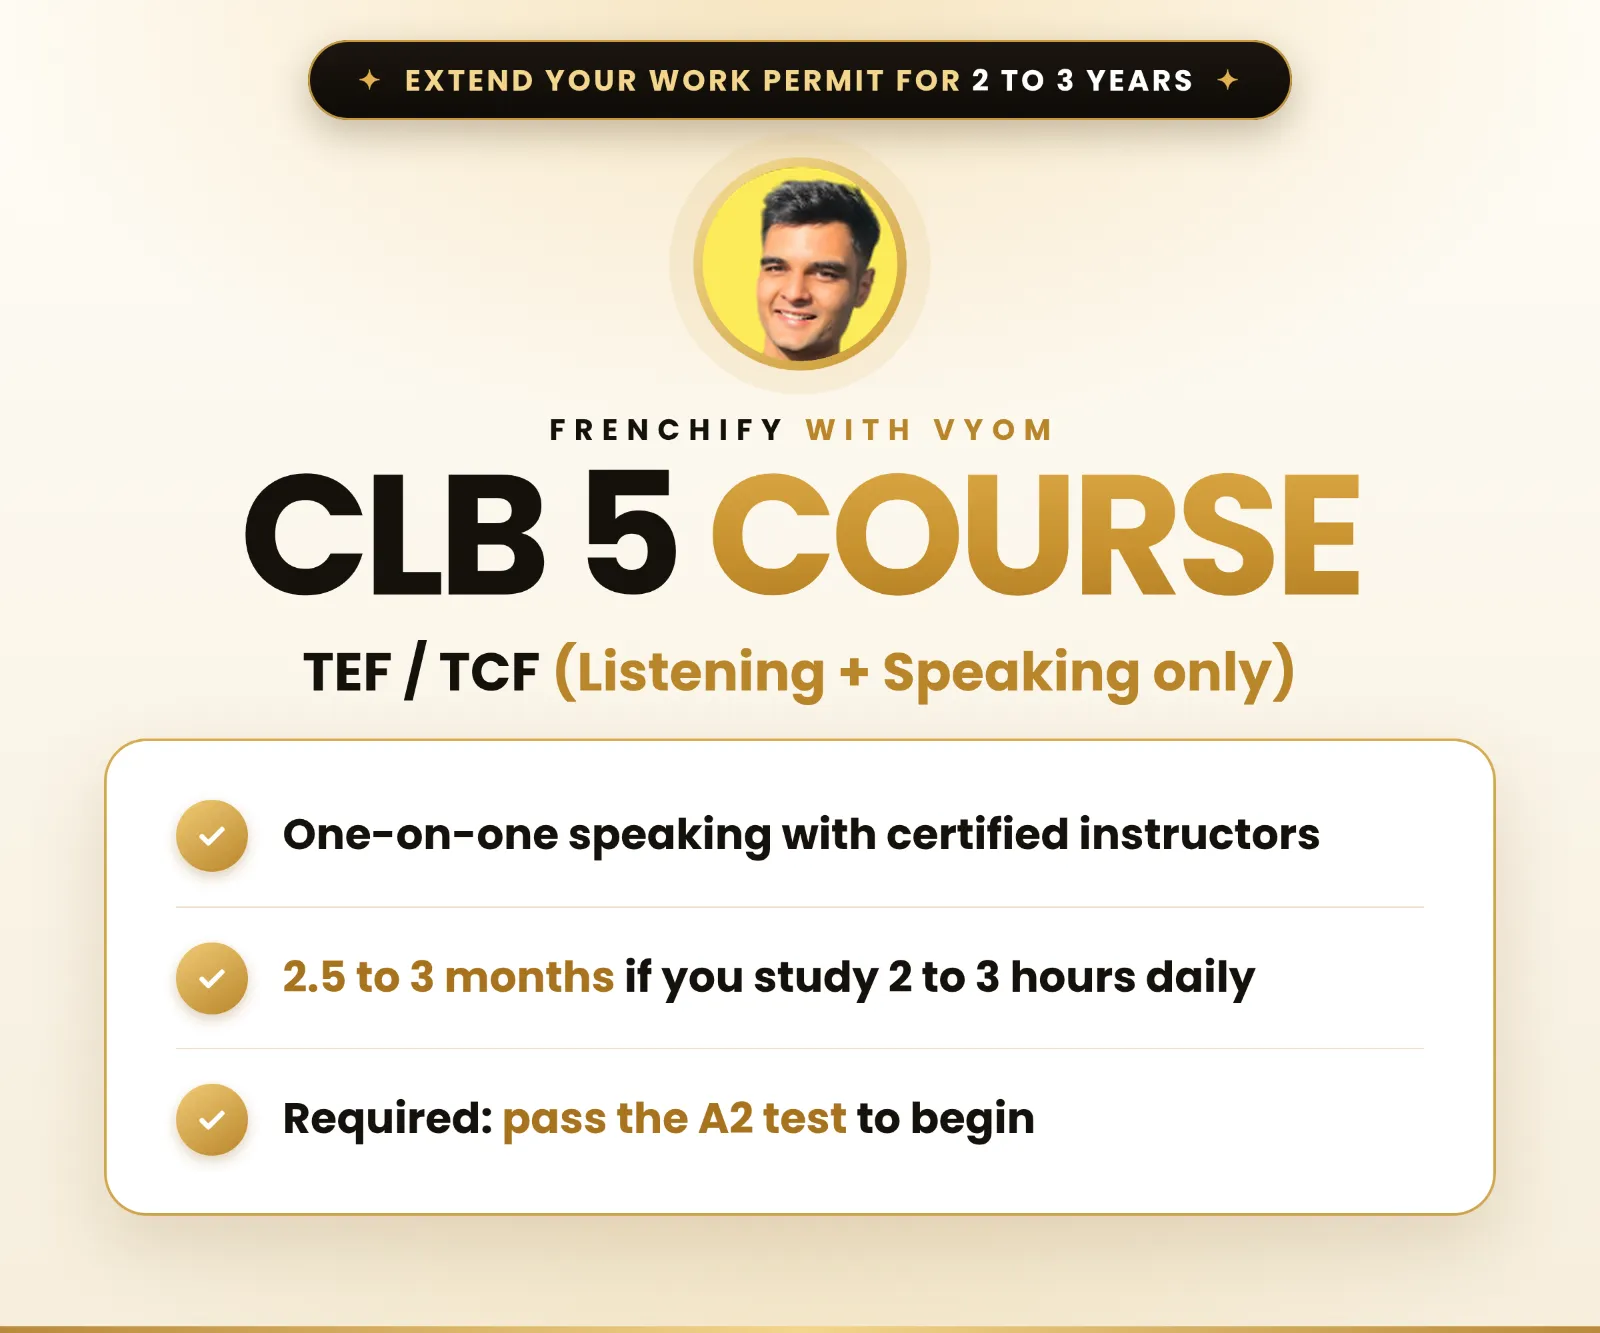 EXTEND YOUR WORK PERMIT FOR 2 TO 3 YEARS
FRENCHIFY WITH VYOM
CLB 5 COURSE
TEF / TCF (Listening + Speaking only)
One-on-one speaking with certified instructors
2.5 to 3 months if you study 2 to 3 hours daily
Required: pass the A2 test to begin